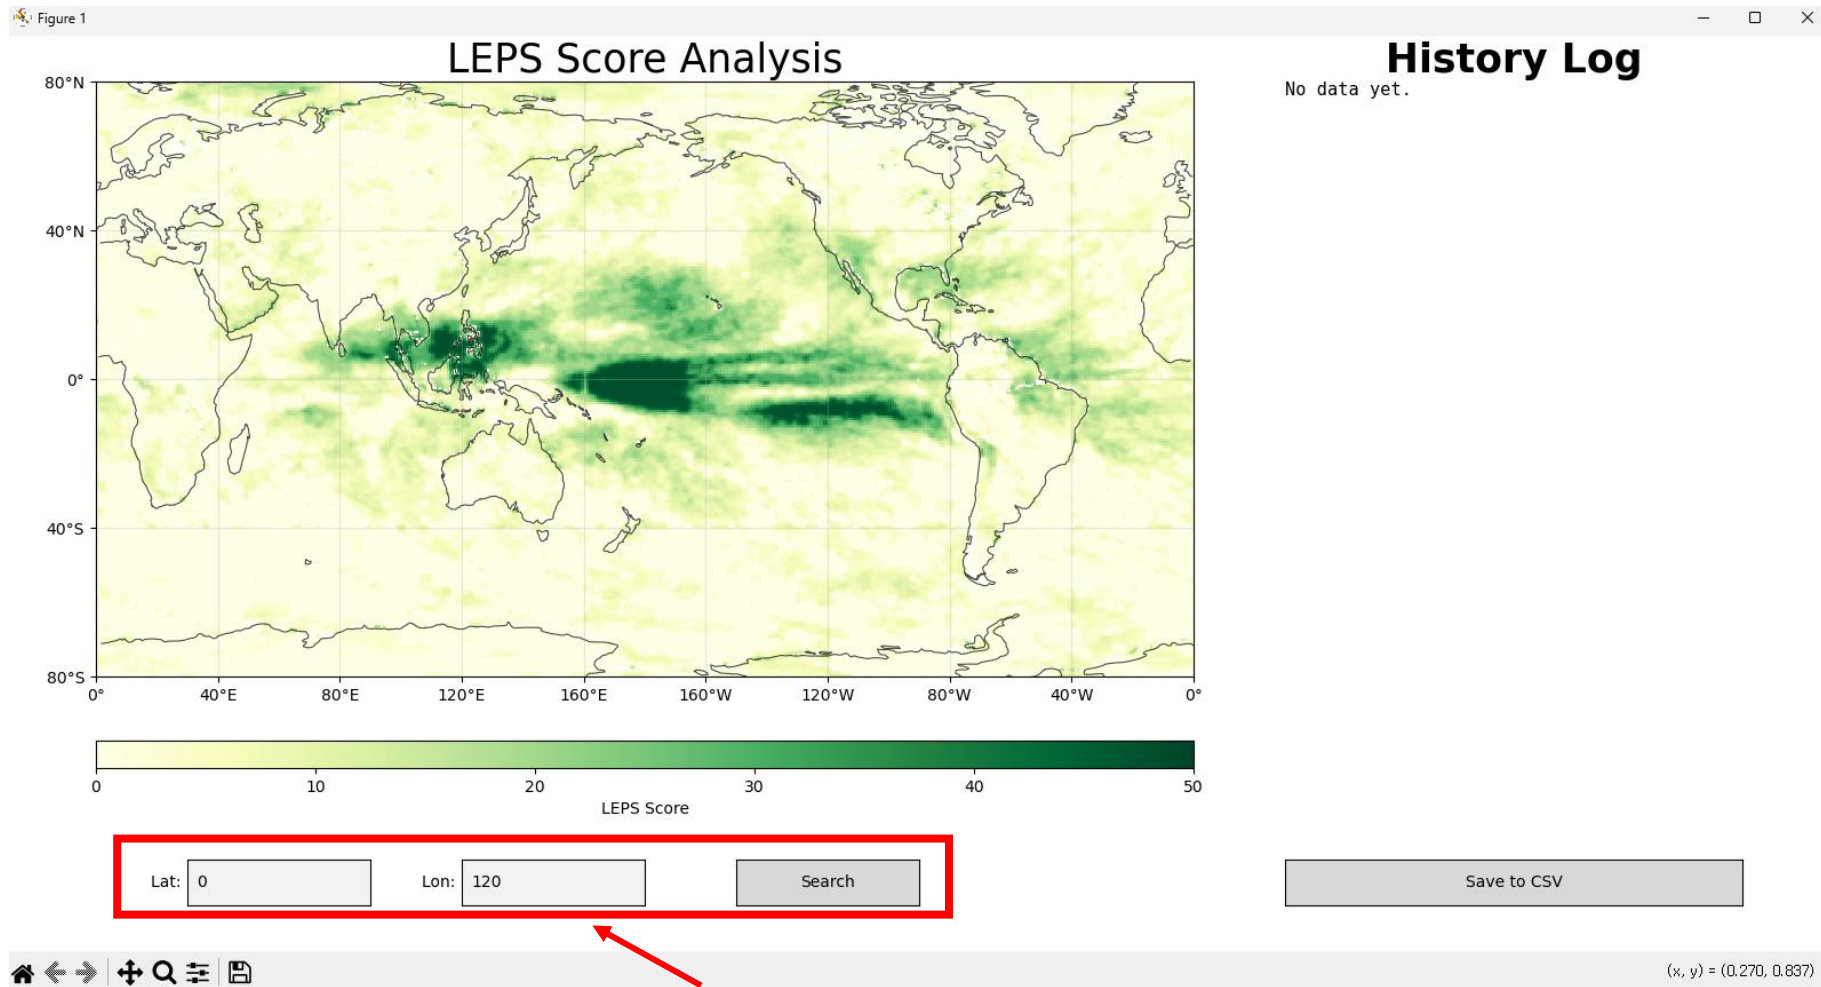 Figure 1
LEPS Score Analysis
80°N
40°N
0°
40°S
80°S
0° 40°E 80°E 120°E 160°E 160°W 120°W 80°W 40°W 0°
0 10 20 30 40 50
LEPS Score
Lat: 0 Lon: 120 Search
History Log
No data yet.
Save to CSV
(x, y) = (0.270, 0.837)